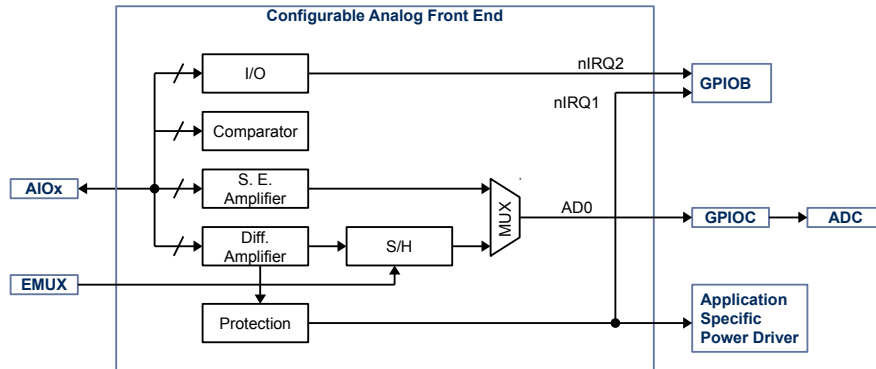 Configurable Analog Front End
I/O
nIRQ2
GPIOB
nIRQ1
Comparator
AIOx
S. E.
Amplifier
MUX
AD0
GPIOC
ADC
Diff.
Amplifier
S/H
EMUX
Protection
Application
Specific
Power Driver